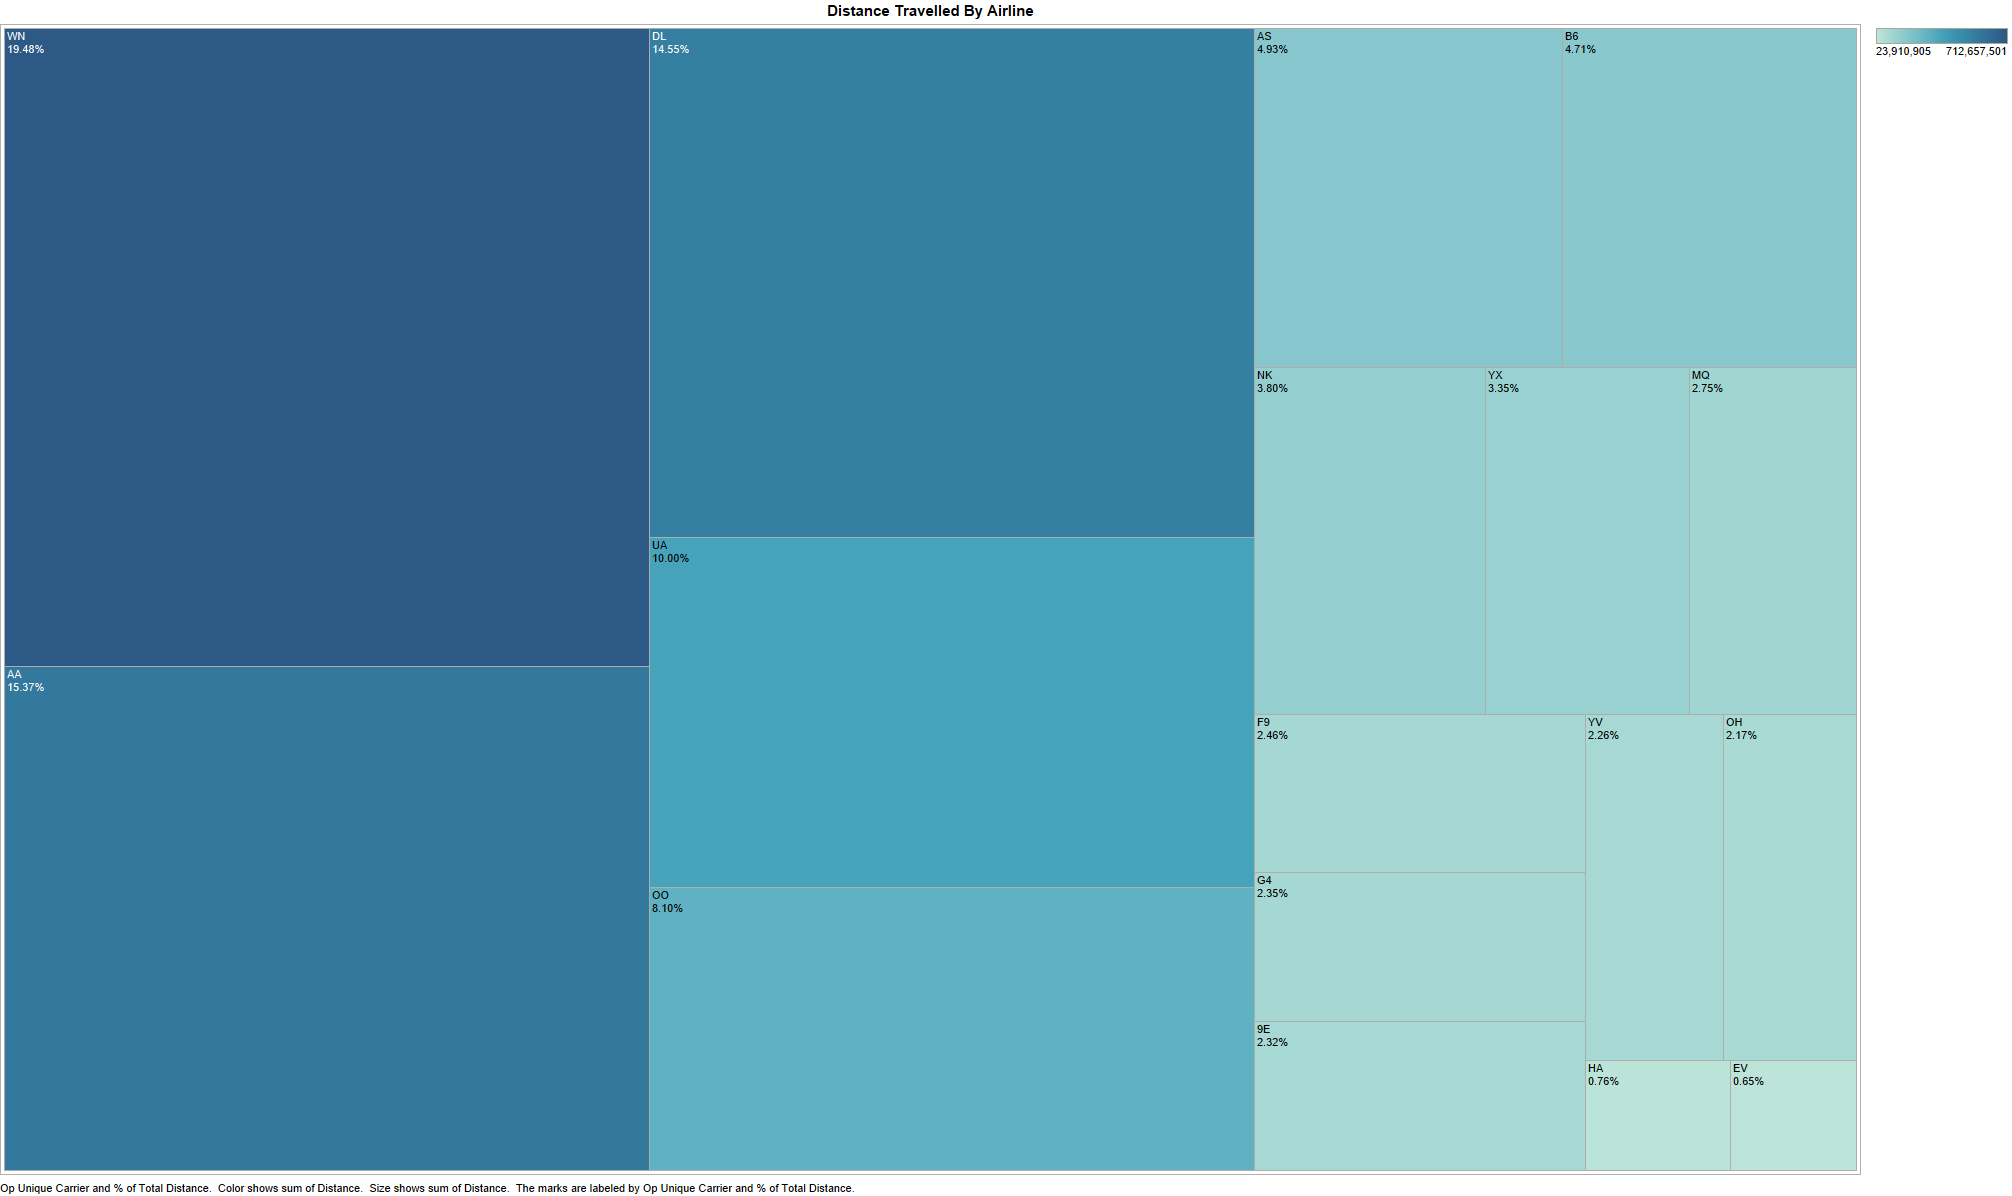 Distance Travelled By Airline
WN
19.48%
DL
14.55%
AS
4.93%
B6
4.71%
23,910,905 712,657,501
NK
3.80%
YX
3.35%
MQ
2.75%
UA
10.00%
AA
15.37%
F9
2.46%
YV
2.26%
OH
2.17%
G4
2.35%
OO
8.10%
9E
2.32%
HA
0.76%
EV
0.65%
Op Unique Carrier and % of Total Distance.  Color shows sum of Distance.  Size shows sum of Distance.  The marks are labeled by Op Unique Carrier and % of Total Distance.